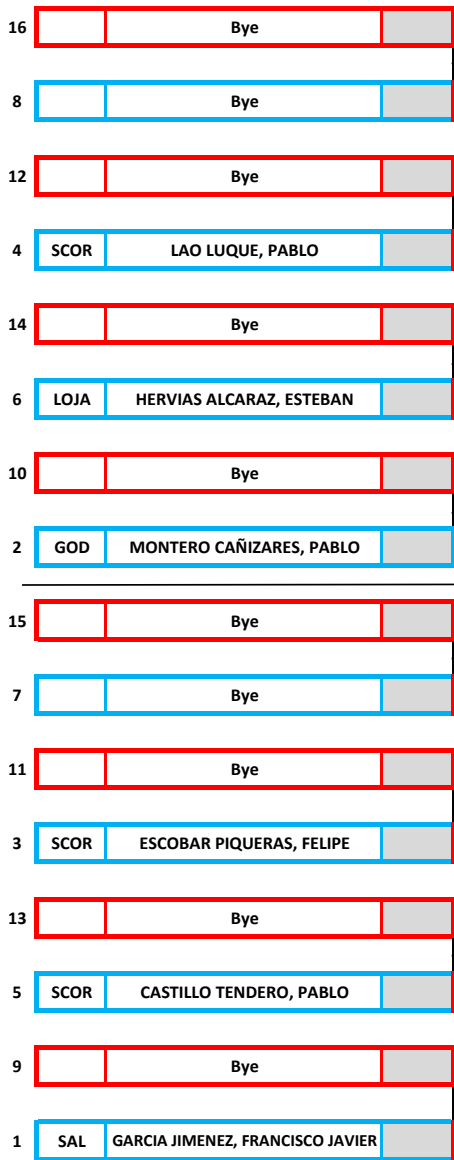 16 Bye
8 Bye
12 Bye
4 SCOR LAO LUQUE, PABLO
14 Bye
6 LOJA HERVIAS ALCARAZ, ESTEBAN
10 Bye
2 GOD MONTERO CAÑIZARES, PABLO
15 Bye
7 Bye
11 Bye
3 SCOR ESCOBAR PIQUERAS, FELIPE
13 Bye
5 SCOR CASTILLO TENDERO, PABLO
9 Bye
1 SAL GARCIA JIMENEZ, FRANCISCO JAVIER